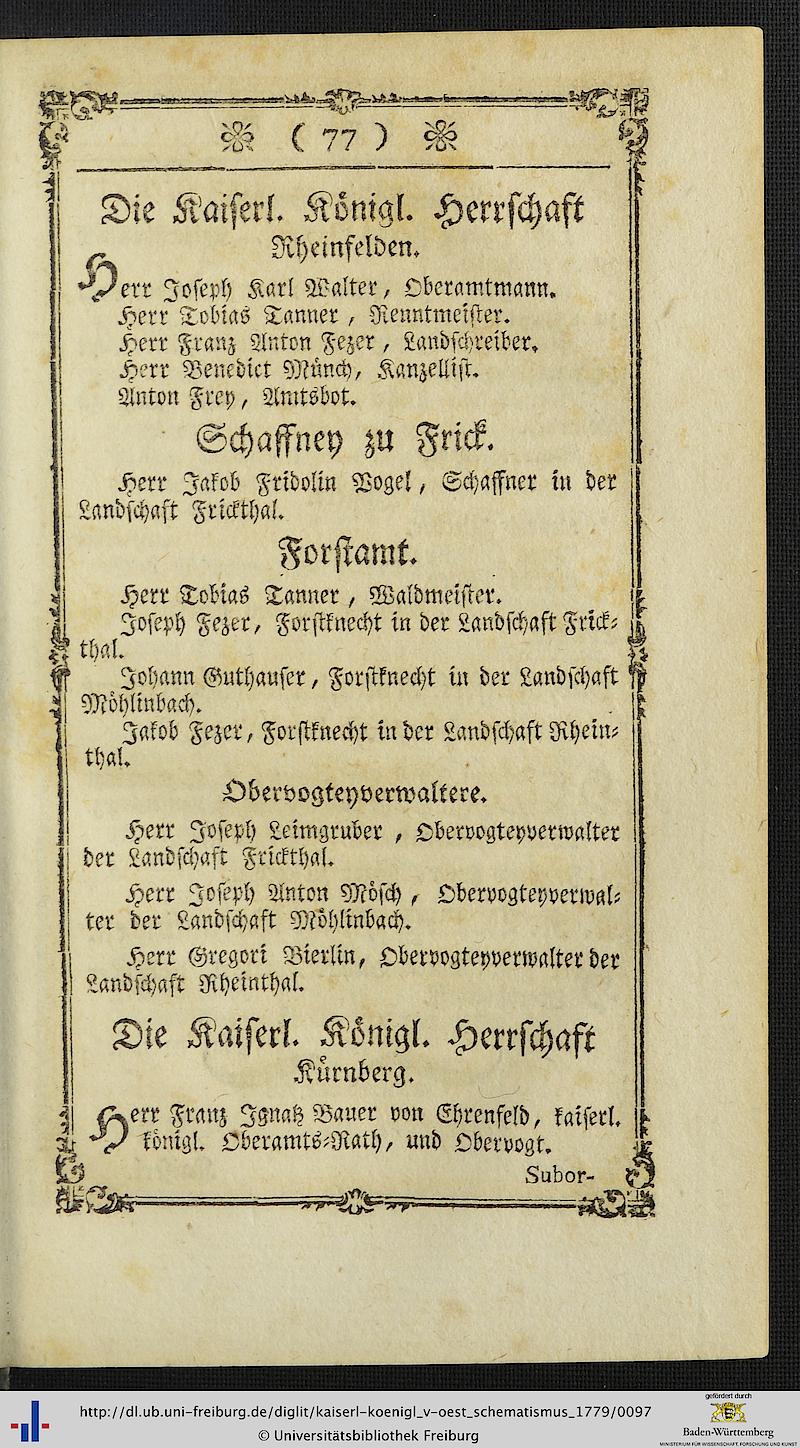 ( 77 )
Die Kaiserl. Königl. Herrschaft
Rheinfelden.
Herr Joseph Karl Walter, Oberamtmann.
Herr Tobias Tanner, Renntmeister.
Herr Franz Anton Fezer, Landschreiber.
Herr Benedict Münch, Kanzellist.
Anton Frey, Amtsbot.
Schaffney zu Frick.
Herr Jakob Fridolin Vogel, Schaffner in der
Landschaft Frickthal.
Forstamt.
Herr Tobias Tanner, Waldmeister.
Joseph Fezer, Forstknecht in der Landschaft Frick-
thal.
Johann Guthauser, Forstknecht in der Landschaft
Möhlinbach.
Jakob Fezer, Forstknecht in der Landschaft Rhein-
thal.
Obervogteyverwaltere.
Herr Joseph Leimgruber, Obervogteyverwalter
der Landschaft Frickthal.
Herr Joseph Anton Mösch, Obervogteyverwal-
ter der Landschaft Möhlinbach.
Herr Gregori Bierlin, Obervogteyverwalter der
Landschaft Rheinthal.
Die Kaiserl. Königl. Herrschaft
Kürnberg.
Herr Franz Ignatz Bauer von Ehrenfeld, kaiserl.
königl. Oberamts-Rath, und Obervogt.
Subor-
http://dl.ub.uni-freiburg.de/diglit/kaiserl-koenigl_v-oest_schematismus_1779/0097
© Universitätsbibliothek Freiburg
gefördert durch
Baden-Württemberg
MINISTERIUM FÜR WISSENSCHAFT, FORSCHUNG UND KUNST